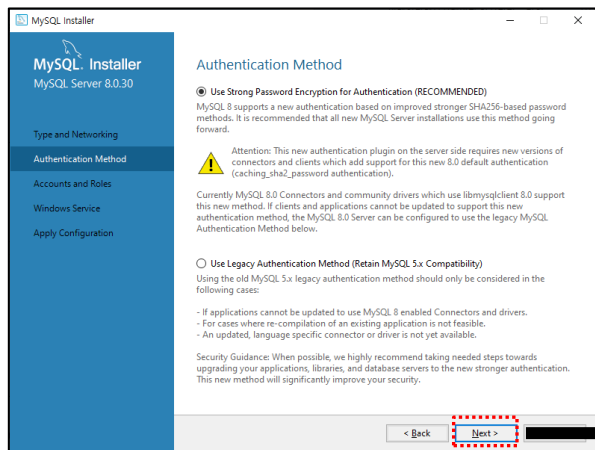 MySQL Installer
MySQL. Installer
MySQL Server 8.0.30
Type and Networking
Authentication Method
Accounts and Roles
Windows Service
Apply Configuration
Authentication Method
Use Strong Password Encryption for Authentication (RECOMMENDED)
MySQL 8 supports a new authentication based on improved stronger SHA256-based password
methods. It is recommended that all new MySQL Server installations use this method going
forward.
Attention: This new authentication plugin on the server side requires new versions of
connectors and clients which add support for this new 8.0 default authentication
(caching_sha2_password authentication).
Currently MySQL 8.0 Connectors and community drivers which use libmysqlclient 8.0 support
this new method. If clients and applications cannot be updated to support this new
authentication method, the MySQL 8.0 Server can be configured to use the legacy MySQL
Authentication Method below.
Use Legacy Authentication Method (Retain MySQL 5.x Compatibility)
Using the old MySQL 5.x legacy authentication method should only be considered in the
following cases:
- If applications cannot be updated to use MySQL 8 enabled Connectors and drivers.
- For cases where re-compilation of an existing application is not feasible.
- An updated, language specific connector or driver is not yet available.
Security Guidance: When possible, we highly recommend taking needed steps towards
upgrading your applications, libraries, and database servers to the new stronger authentication.
This new method will significantly improve your security.
< Back
Next >